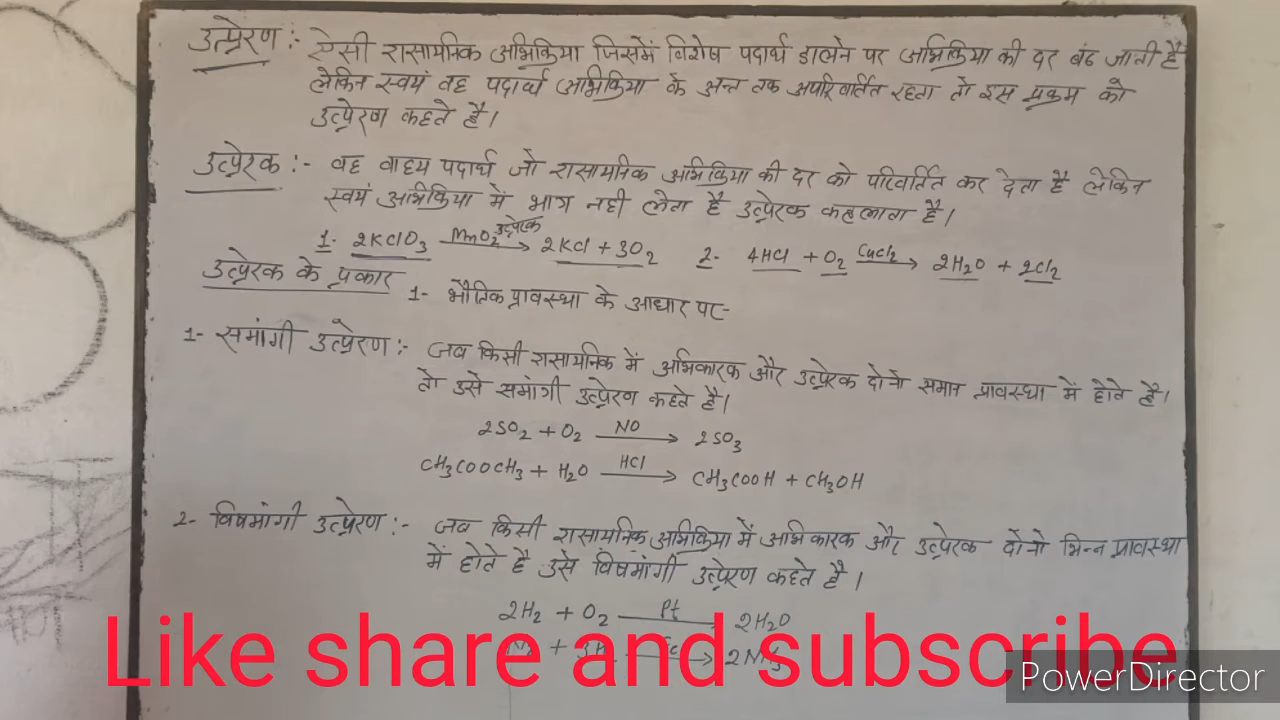 उत्प्रेरण :- ऐसी रासायनिक अभिक्रिया जिसमें विशेष पदार्थ डालने पर अभिक्रिया की दर बढ जाती है
लेकिन स्वयं वह पदार्थ अभिक्रिया के अन्त तक अपरिवर्तित रहता तो इस प्रक्रम को
उत्प्रेरण कहते है।
उत्प्रेरक :- वह वाहय पदार्थ जो रासायनिक अभिक्रिया की दर को परिवर्तित कर देता है लेकिन
स्वयं अभिक्रिया में भाग नही लेता है उत्प्रेरक कहलाता है।
1- 2KClO₃ —MnO₂ उत्प्रेरक→ 2KCl + 3O₂ 2- 4HCl + O₂ —CuCl₂→ 2H₂O + 2Cl₂
उत्प्रेरक के प्रकार 1- भौतिक प्रावस्था के आधार पर-
1- समांगी उत्प्रेरण :- जब किसी रासायनिक में अभिकारक और उत्प्रेरक दोनो समान प्रावस्था में होते है।
तो उसे समांगी उत्प्रेरण कहते है।
2SO₂ + O₂ —NO→ 2SO₃
CH₃COOCH₃ + H₂O —HCl→ CH₃COOH + CH₃OH
2- विषमांगी उत्प्रेरण :- जब किसी रासायनिक अभिक्रिया में अभिकारक और उत्प्रेरक दोनो भिन्न प्रावस्था
में होते है उसे विषमांगी उत्प्रेरण कहते है।
2H₂ + O₂ —Pt→ 2H₂O
+ → 2NH₃
Like share and subscribe
PowerDirector